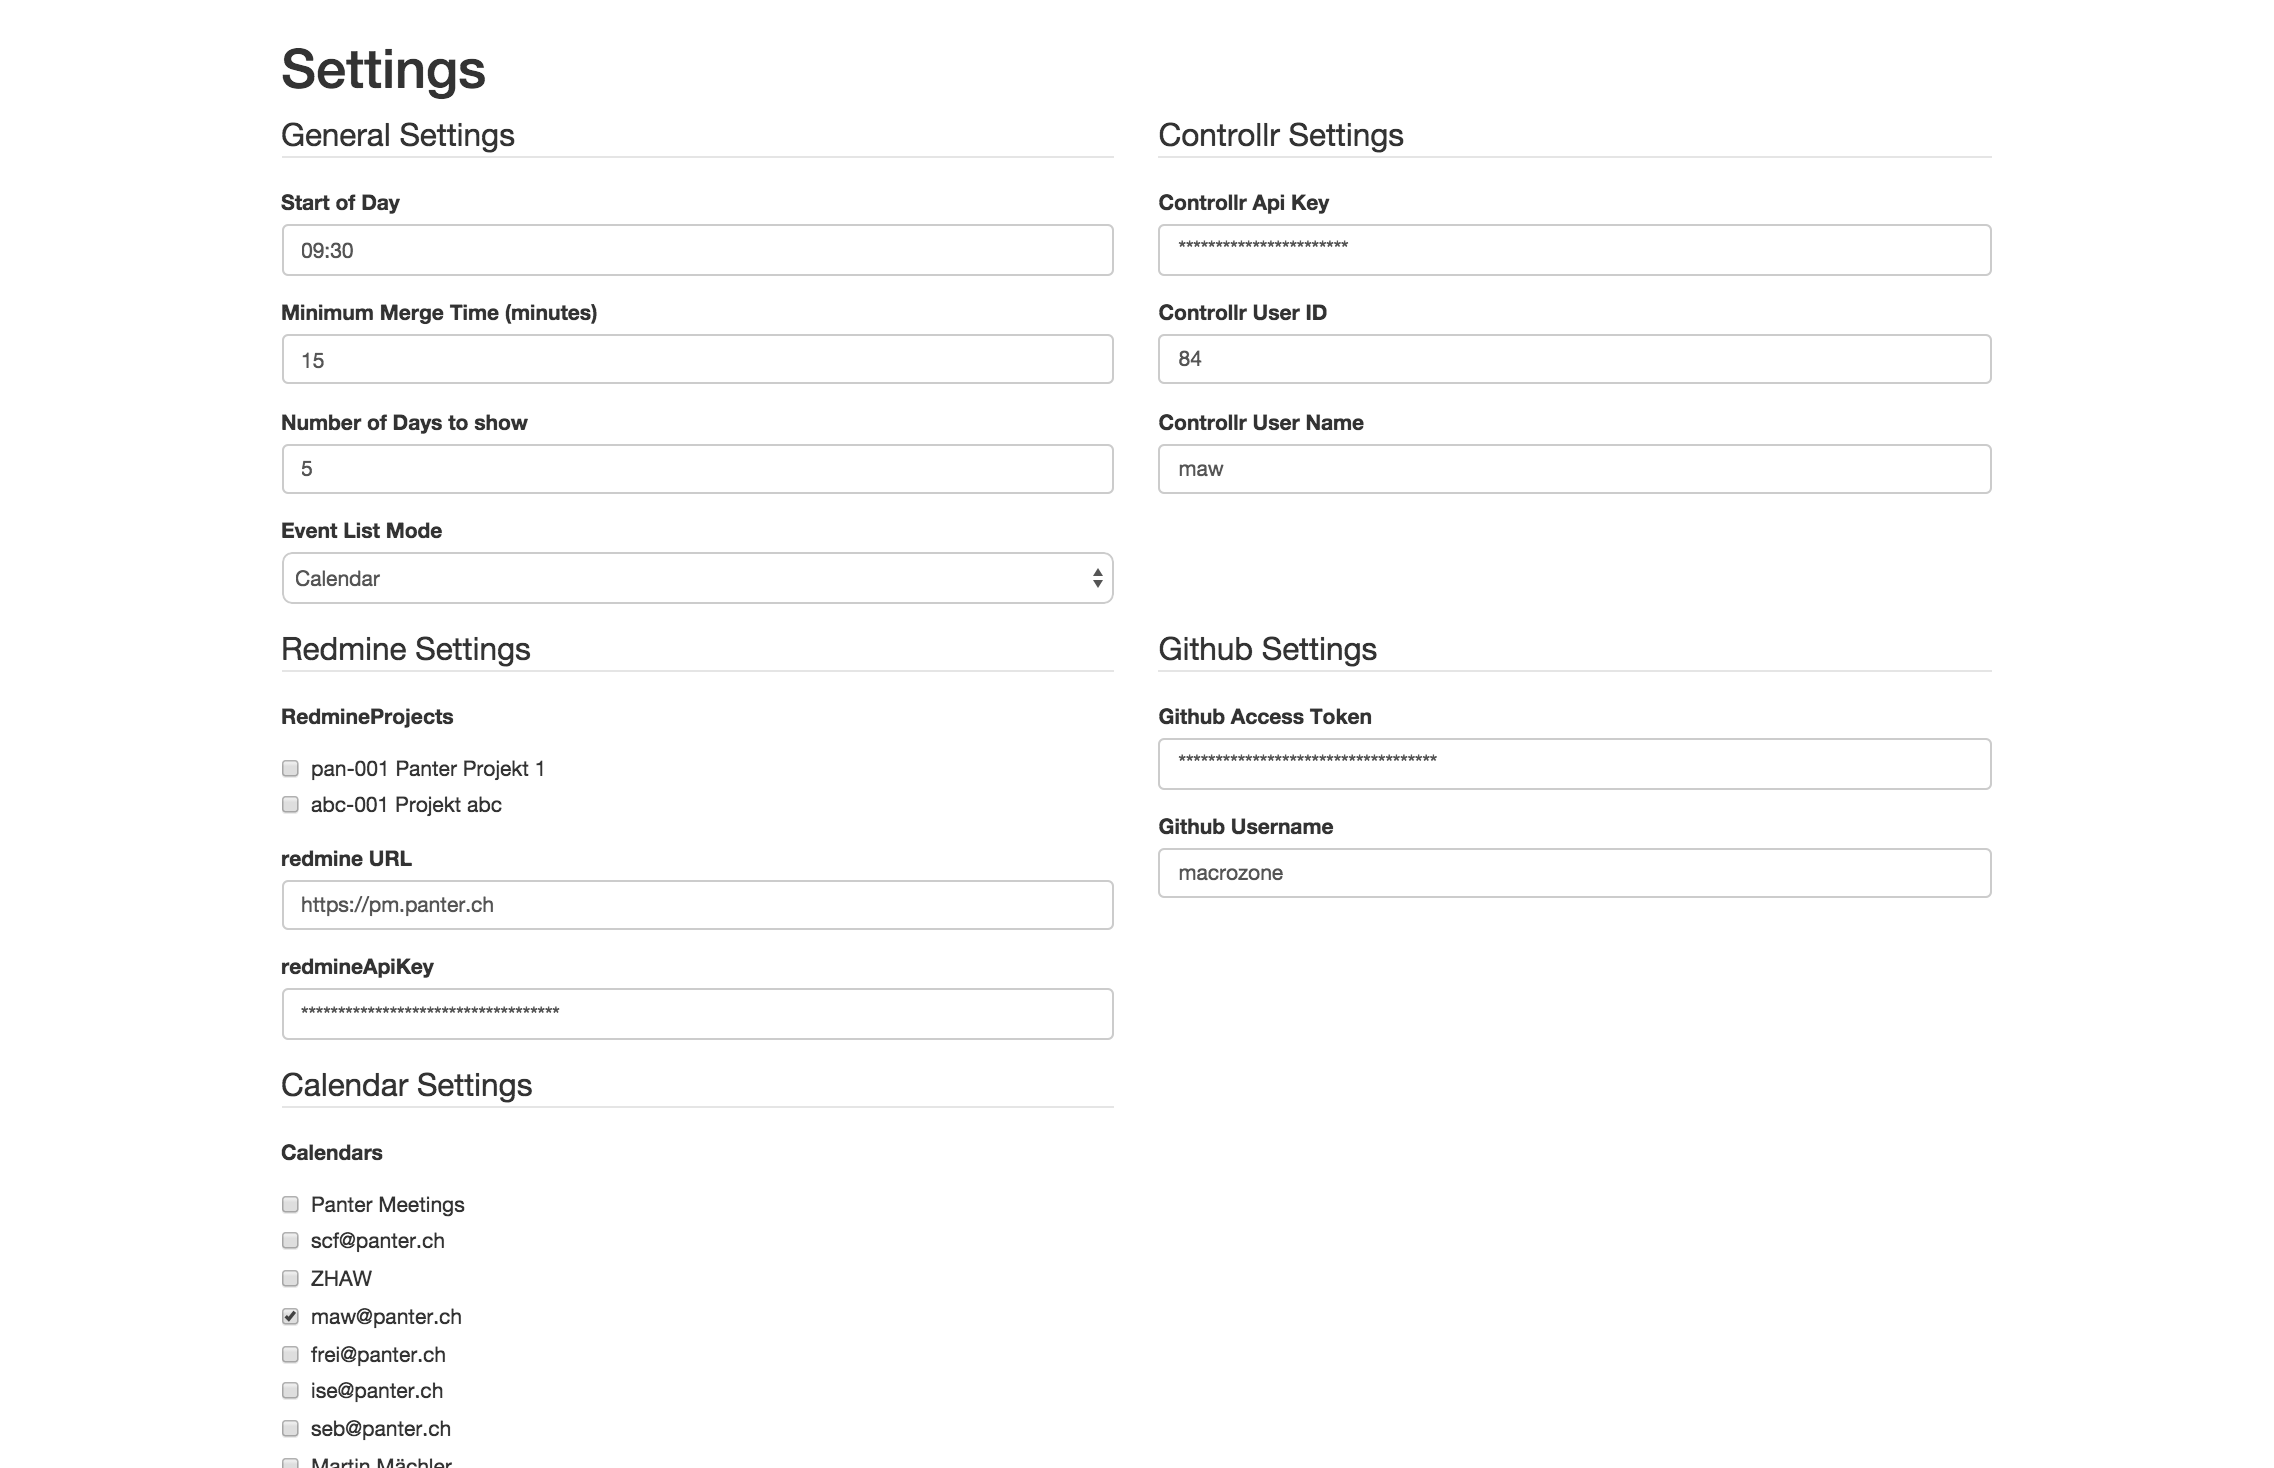 Settings
General Settings
Start of Day
09:30
Minimum Merge Time (minutes)
15
Number of Days to show
5
Event List Mode
Calendar
Controllr Settings
Controllr Api Key
***********************
Controllr User ID
84
Controllr User Name
maw
Redmine Settings
RedmineProjects
pan-001 Panter Projekt 1
abc-001 Projekt abc
redmine URL
https://pm.panter.ch
redmineApiKey
***********************************
Github Settings
Github Access Token
***********************************
Github Username
macrozone
Calendar Settings
Calendars
Panter Meetings
scf@panter.ch
ZHAW
maw@panter.ch
frei@panter.ch
ise@panter.ch
seb@panter.ch
Martin Mächler